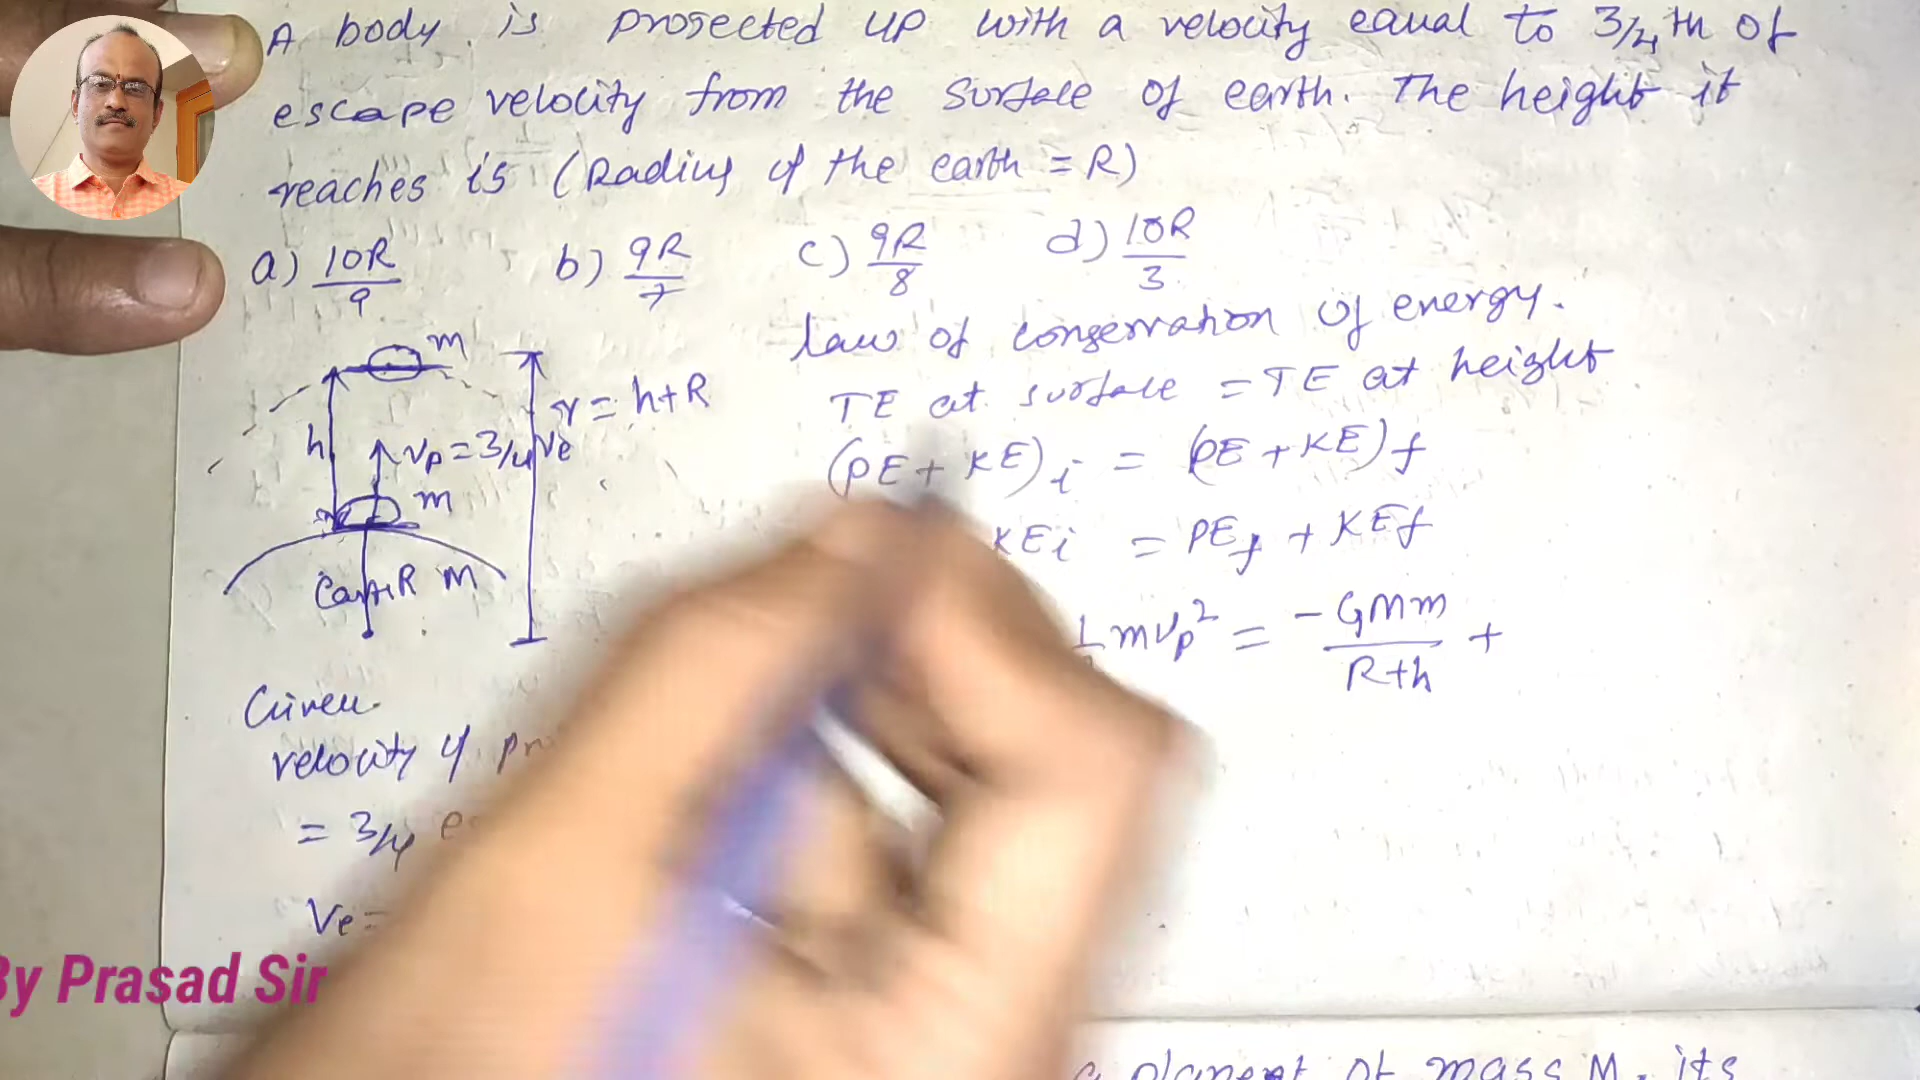 A body is projected up with a velocity equal to 3/4th of
escape velocity from the surface of earth. The height it
reaches is (Radius of the earth = R)
a) 10R/9 b) 9R/7 c) 9R/8 d) 10R/3
law of conservation of energy.
TE at surface = TE at height
(PE + KE)i = (PE + KE)f
KEi = PEf + KEf
mVp² = -GMm/R+h +
m
r = h+R
h
Vp = 3/4 Ve
m
Earth R M
Given
velocity of
= 3/4
Ve =
By Prasad Sir
planet of mass M. its